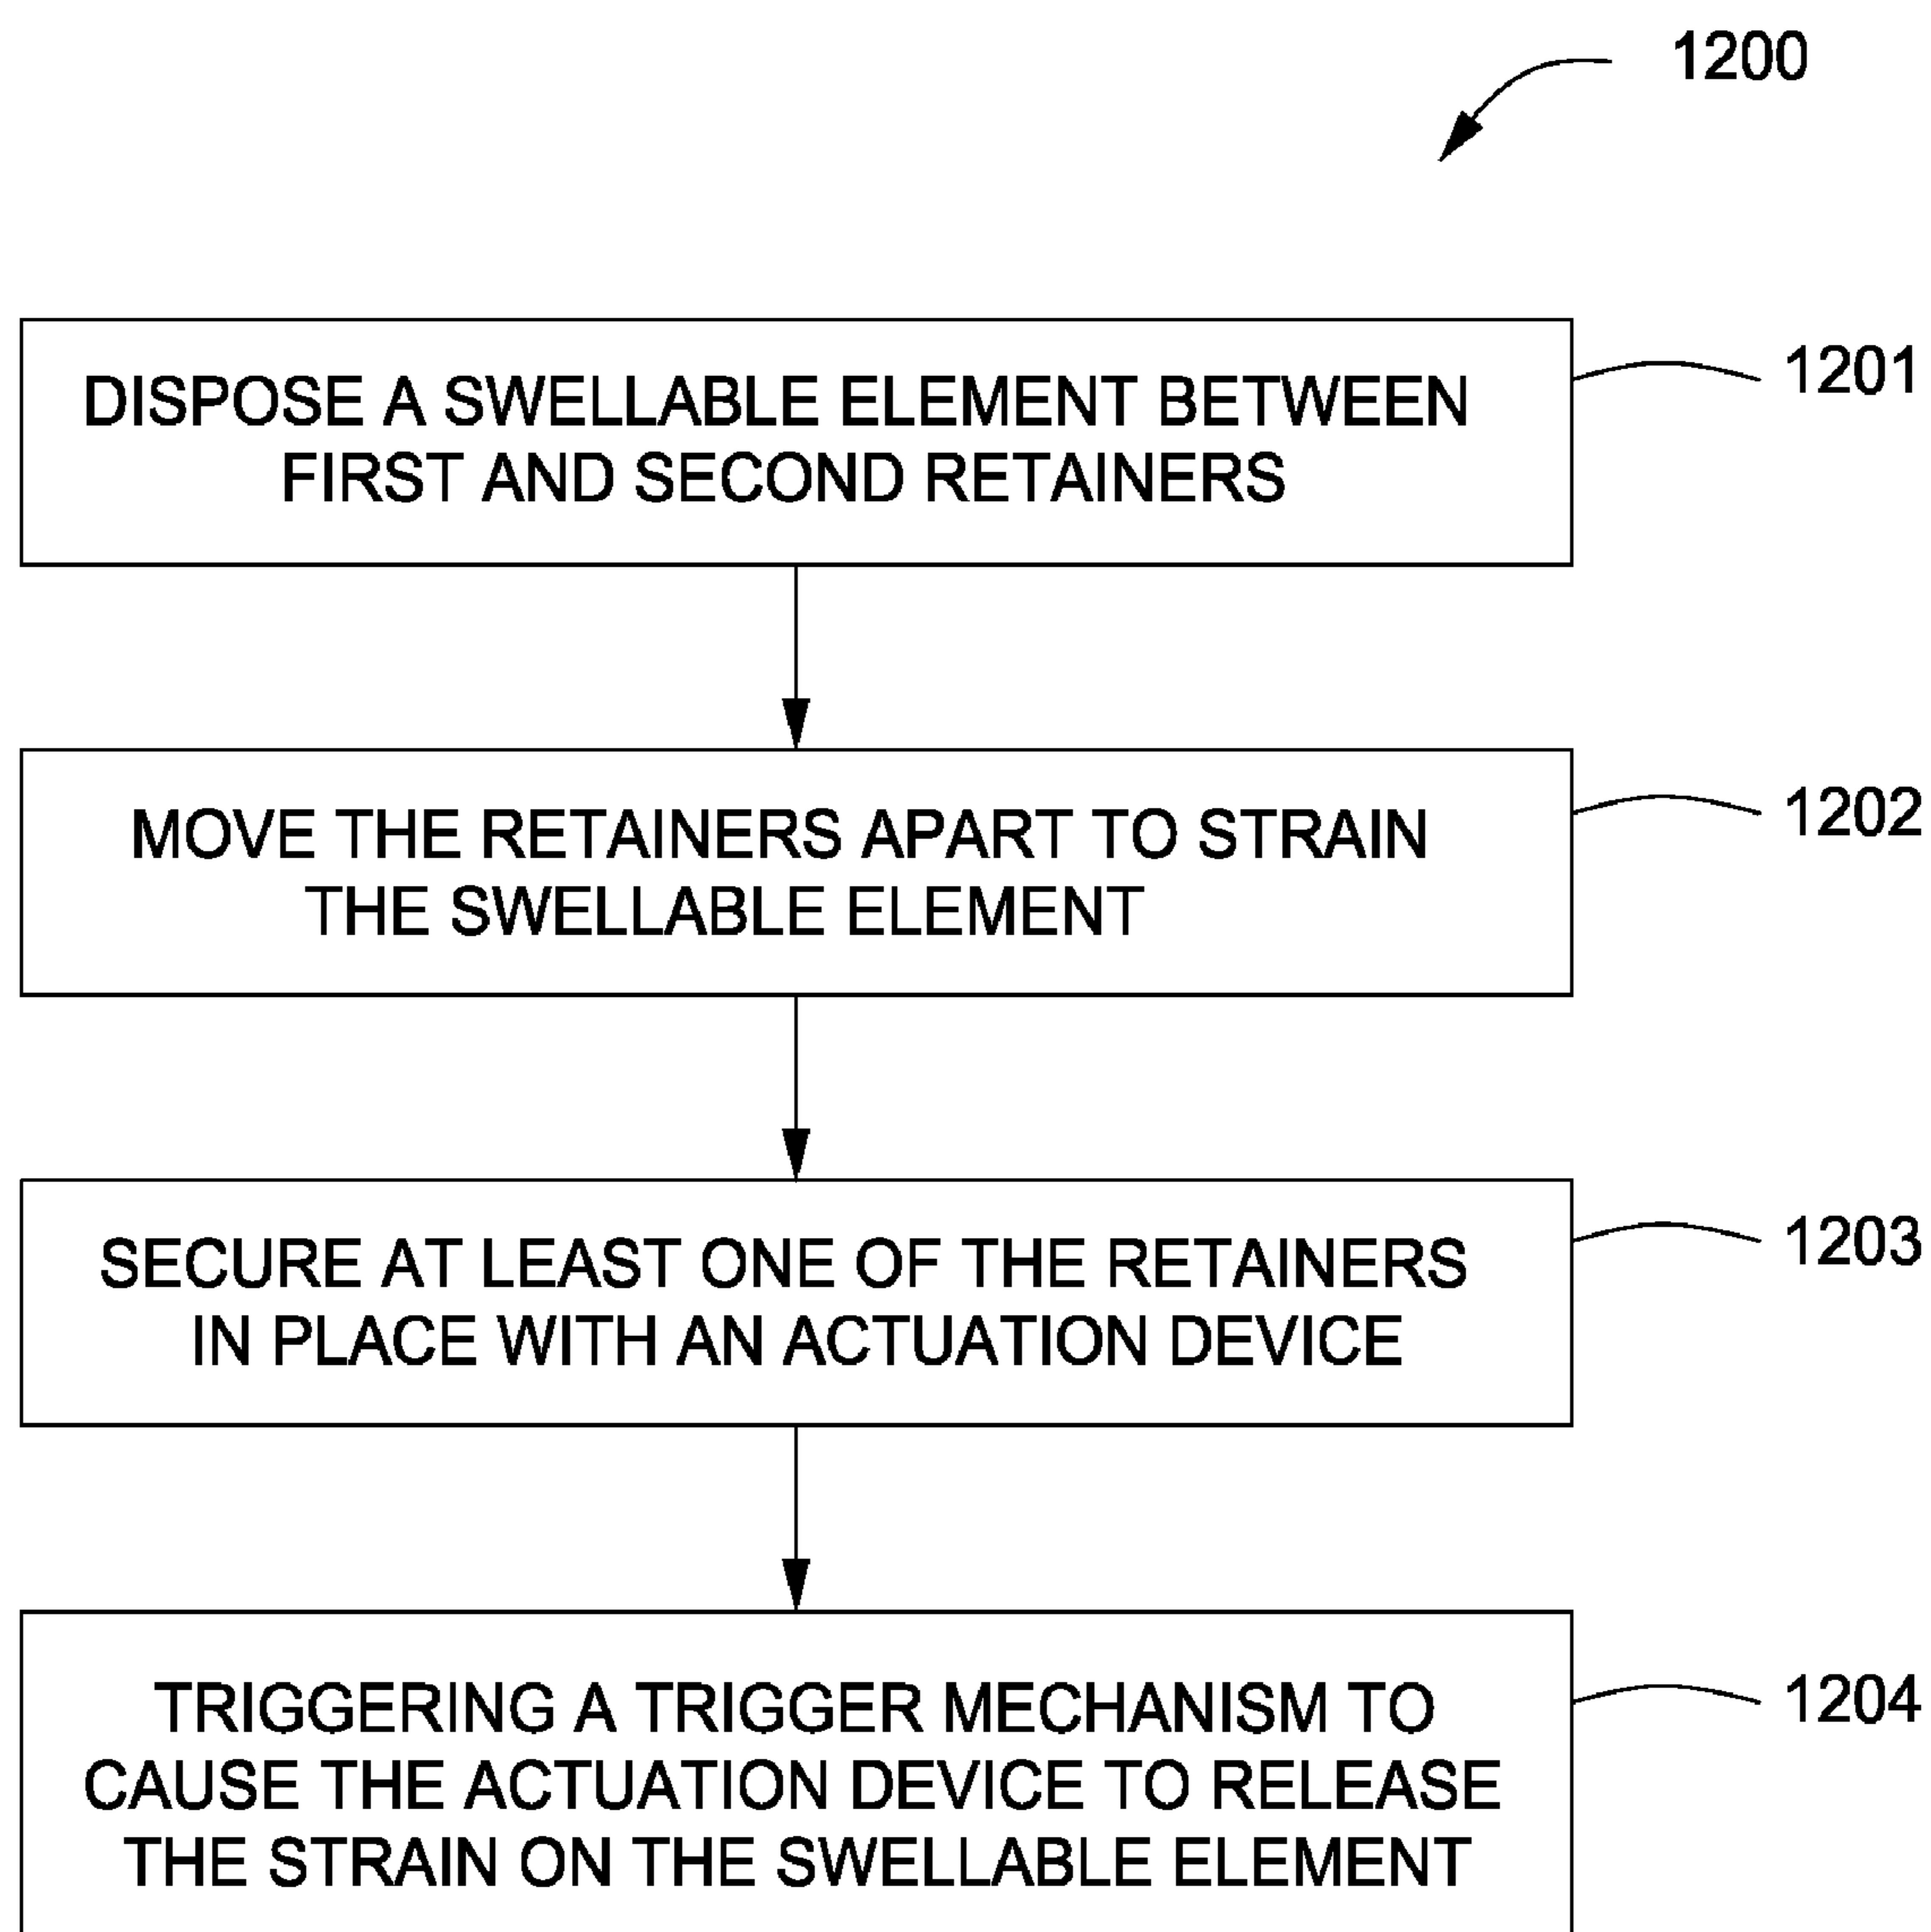 1200
DISPOSE A SWELLABLE ELEMENT BETWEEN
FIRST AND SECOND RETAINERS
1201
MOVE THE RETAINERS APART TO STRAIN
THE SWELLABLE ELEMENT
1202
SECURE AT LEAST ONE OF THE RETAINERS
IN PLACE WITH AN ACTUATION DEVICE
1203
TRIGGERING A TRIGGER MECHANISM TO
CAUSE THE ACTUATION DEVICE TO RELEASE
THE STRAIN ON THE SWELLABLE ELEMENT
1204